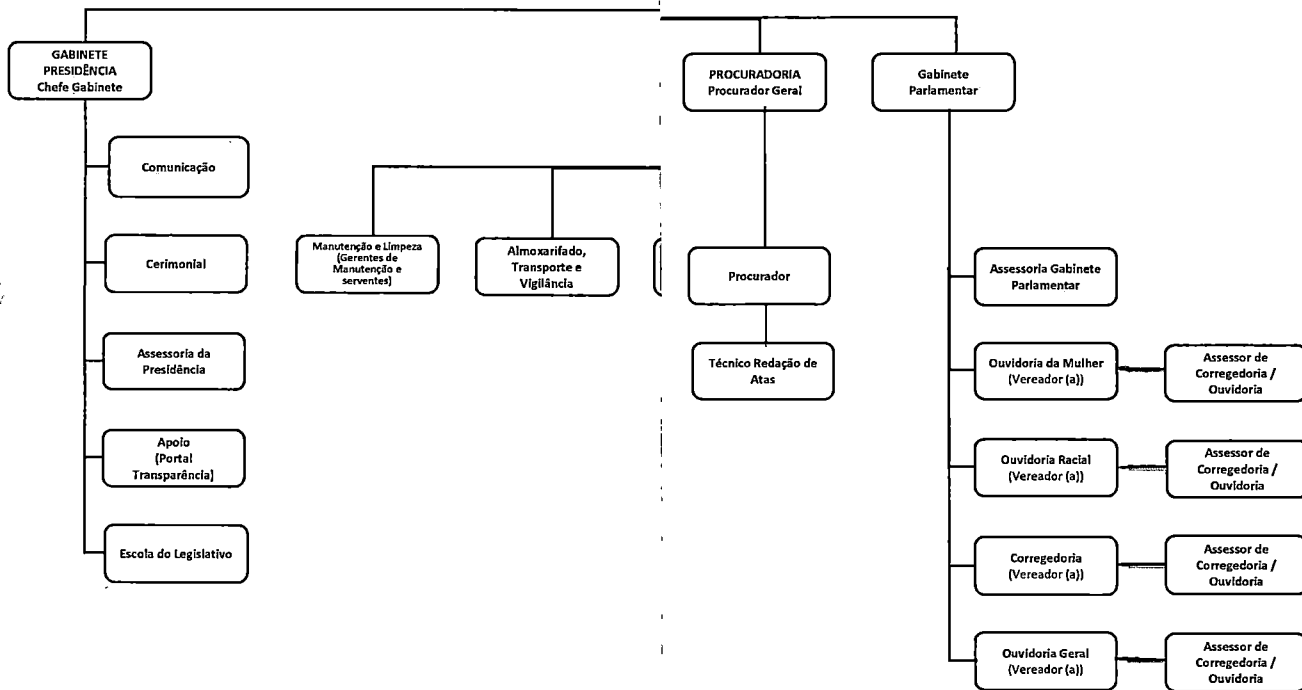 GABINETE
PRESIDÊNCIA
Chefe Gabinete
PROCURADORIA
Procurador Geral
Gabinete
Parlamentar
Comunicação
Cerimonial
Assessoria da
Presidência
Apoio
(Portal
Transparência)
Escola do Legislativo
Manutenção e Limpeza
(Gerentes de
Manutenção e
serventes)
Almoxarifado,
Transporte e
Vigilância
Procurador
Técnico Redação de
Atas
Assessoria Gabinete
Parlamentar
Ouvidoria da Mulher
(Vereador (a))
Assessor de
Corregedoria /
Ouvidoria
Ouvidoria Racial
(Vereador (a))
Assessor de
Corregedoria /
Ouvidoria
Corregedoria
(Vereador (a))
Assessor de
Corregedoria /
Ouvidoria
Ouvidoria Geral
(Vereador (a))
Assessor de
Corregedoria /
Ouvidoria